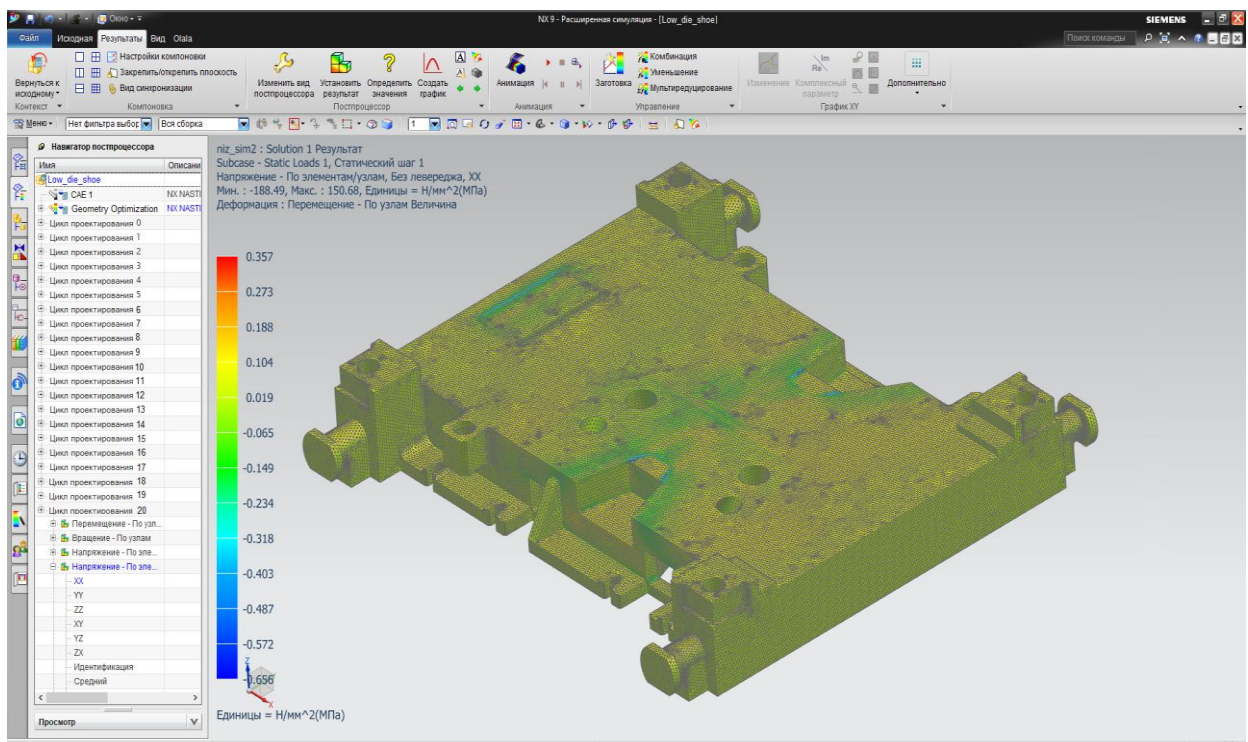 Окно
NX 9 - Расширенная симуляция - [Low_die_shoe]
SIEMENS
Файл Исходная Результаты Вид Olala
Поиск команды
Вернуться к исходному
Настройки компоновки
Закрепить/открепить плоскость
Вид синхронизации
Изменить вид постпроцессора
Установить результат
Определить значения
Создать график
Анимация
Заготовка
Комбинация
Уменьшение
Мультиредуцирование
Изменение
Комплексный параметр
Im
Re
Дополнительно
Контекст Компоновка Постпроцессор Анимация Управление График XY
Меню Нет фильтра выбор Вся сборка 1
Навигатор постпроцессора
Имя Описани
Low_die_shoe
CAE 1 NX NASTI
Geometry Optimization NX NASTI
Цикл проектирования 0
Цикл проектирования 1
Цикл проектирования 2
Цикл проектирования 3
Цикл проектирования 4
Цикл проектирования 5
Цикл проектирования 6
Цикл проектирования 7
Цикл проектирования 8
Цикл проектирования 9
Цикл проектирования 10
Цикл проектирования 11
Цикл проектирования 12
Цикл проектирования 13
Цикл проектирования 14
Цикл проектирования 15
Цикл проектирования 16
Цикл проектирования 17
Цикл проектирования 18
Цикл проектирования 19
Цикл проектирования 20
Перемещение - По узл...
Вращение - По узлам
Напряжение - По эле...
Напряжение - По эле...
XX
YY
ZZ
XY
YZ
ZX
Идентификация
Средний
Просмотр
niz_sim2 : Solution 1 Результат
Subcase - Static Loads 1, Статический шаг 1
Напряжение - По элементам/узлам, Без левереджа, XX
Мин. : -188.49, Макс. : 150.68, Единицы = Н/мм^2(МПа)
Деформация : Перемещение - По узлам Величина
0.357
0.273
0.188
0.104
0.019
-0.065
-0.149
-0.234
-0.318
-0.403
-0.487
-0.572
-0.656
Z
X
Единицы = Н/мм^2(МПа)